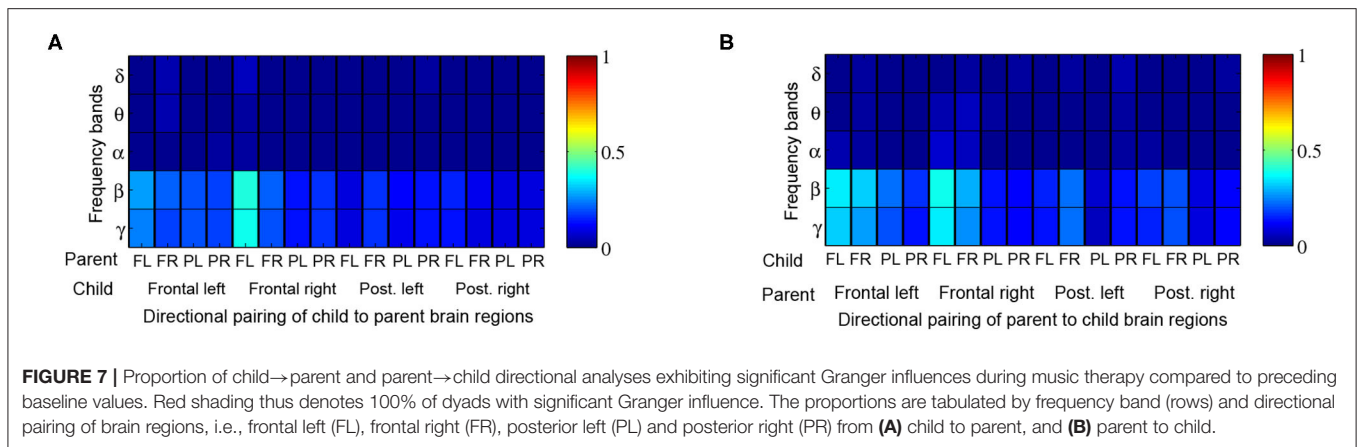 A
B
δ
θ
α
β
γ
Frequency bands
1
0.5
0
Parent FL FR PL PR FL FR PL PR FL FR PL PR FL FR PL PR
Child Frontal left Frontal right Post. left Post. right
Directional pairing of child to parent brain regions
δ
θ
α
β
γ
Frequency bands
1
0.5
0
Child FL FR PL PR FL FR PL PR FL FR PL PR FL FR PL PR
Parent Frontal left Frontal right Post. left Post. right
Directional pairing of parent to child brain regions
FIGURE 7 | Proportion of child→parent and parent→child directional analyses exhibiting significant Granger influences during music therapy compared to preceding
baseline values. Red shading thus denotes 100% of dyads with significant Granger influence. The proportions are tabulated by frequency band (rows) and directional
pairing of brain regions, i.e., frontal left (FL), frontal right (FR), posterior left (PL) and posterior right (PR) from (A) child to parent, and (B) parent to child.